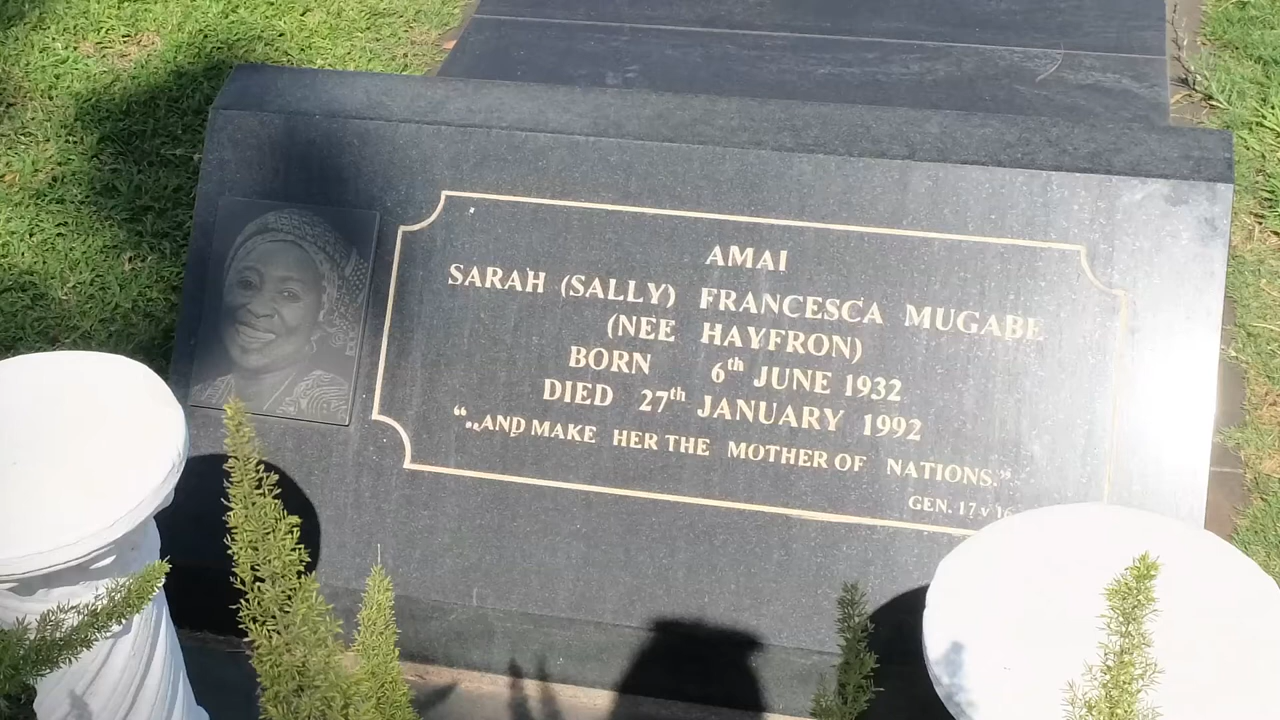 AMAI
SARAH (SALLY) FRANCESCA MUGABE
(NEE HAYFRON)
BORN 6th JUNE 1932
DIED 27th JANUARY 1992
“..AND MAKE HER THE MOTHER OF NATIONS.”
GEN. 17 v 16